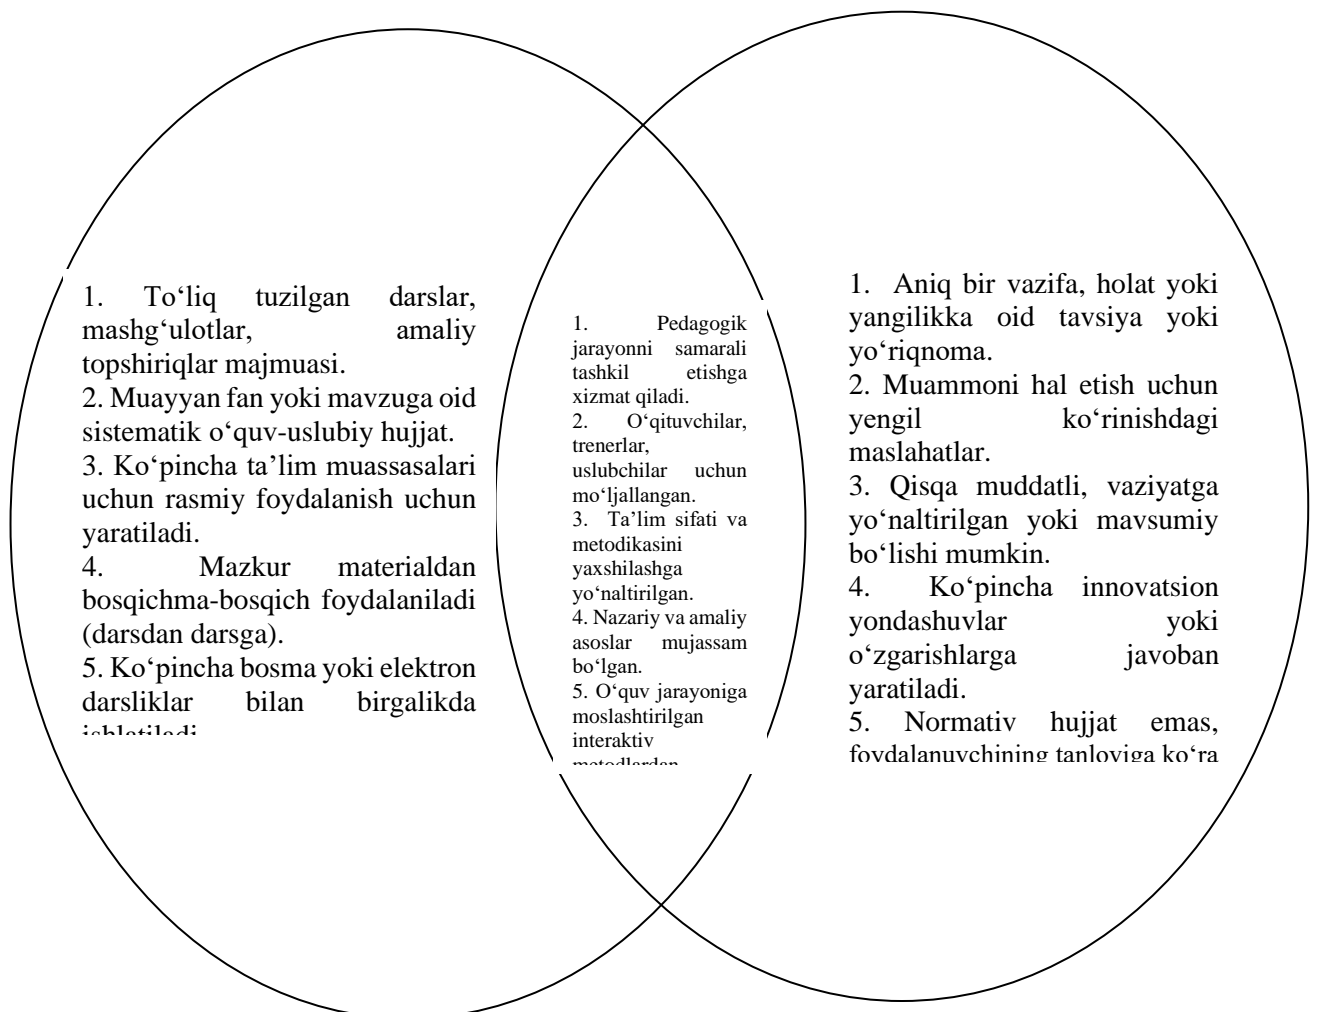 1. To‘liq tuzilgan darslar,
mashg‘ulotlar, amaliy
topshiriqlar majmuasi.
2. Muayyan fan yoki mavzuga oid
sistematik o‘quv-uslubiy hujjat.
3. Ko‘pincha ta’lim muassasalari
uchun rasmiy foydalanish uchun
yaratiladi.
4. Mazkur materialdan
bosqichma-bosqich foydalaniladi
(darsdan darsga).
5. Ko‘pincha bosma yoki elektron
darsliklar bilan birgalikda
ishlatiladi
1. Pedagogik
jarayonni samarali
tashkil etishga
xizmat qiladi.
2. O‘qituvchilar,
trenerlar,
uslubchilar uchun
mo‘ljallangan.
3. Ta’lim sifati va
metodikasini
yaxshilashga
yo‘naltirilgan.
4. Nazariy va amaliy
asoslar mujassam
bo‘lgan.
5. O‘quv jarayoniga
moslashtirilgan
interaktiv
metodlardan
1. Aniq bir vazifa, holat yoki
yangilikka oid tavsiya yoki
yo‘riqnoma.
2. Muammoni hal etish uchun
yengil ko‘rinishdagi
maslahatlar.
3. Qisqa muddatli, vaziyatga
yo‘naltirilgan yoki mavsumiy
bo‘lishi mumkin.
4. Ko‘pincha innovatsion
yondashuvlar yoki
o‘zgarishlarga javoban
yaratiladi.
5. Normativ hujjat emas,
foydalanuvchining tanloviga ko‘ra